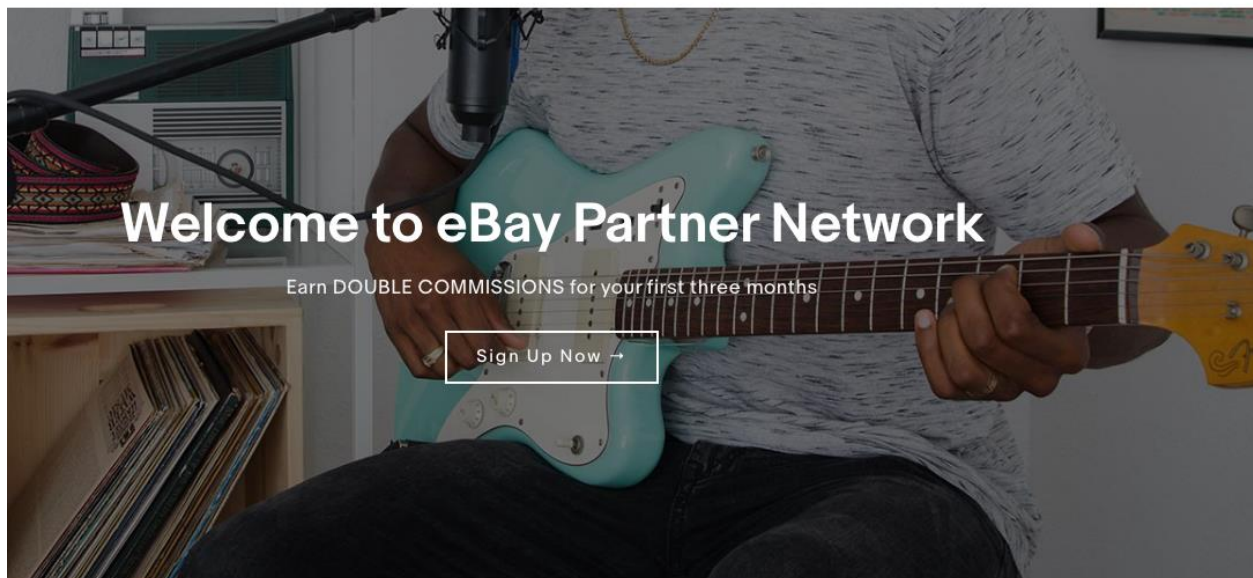 Welcome to eBay Partner Network
Earn DOUBLE COMMISSIONS for your first three months
Sign Up Now →